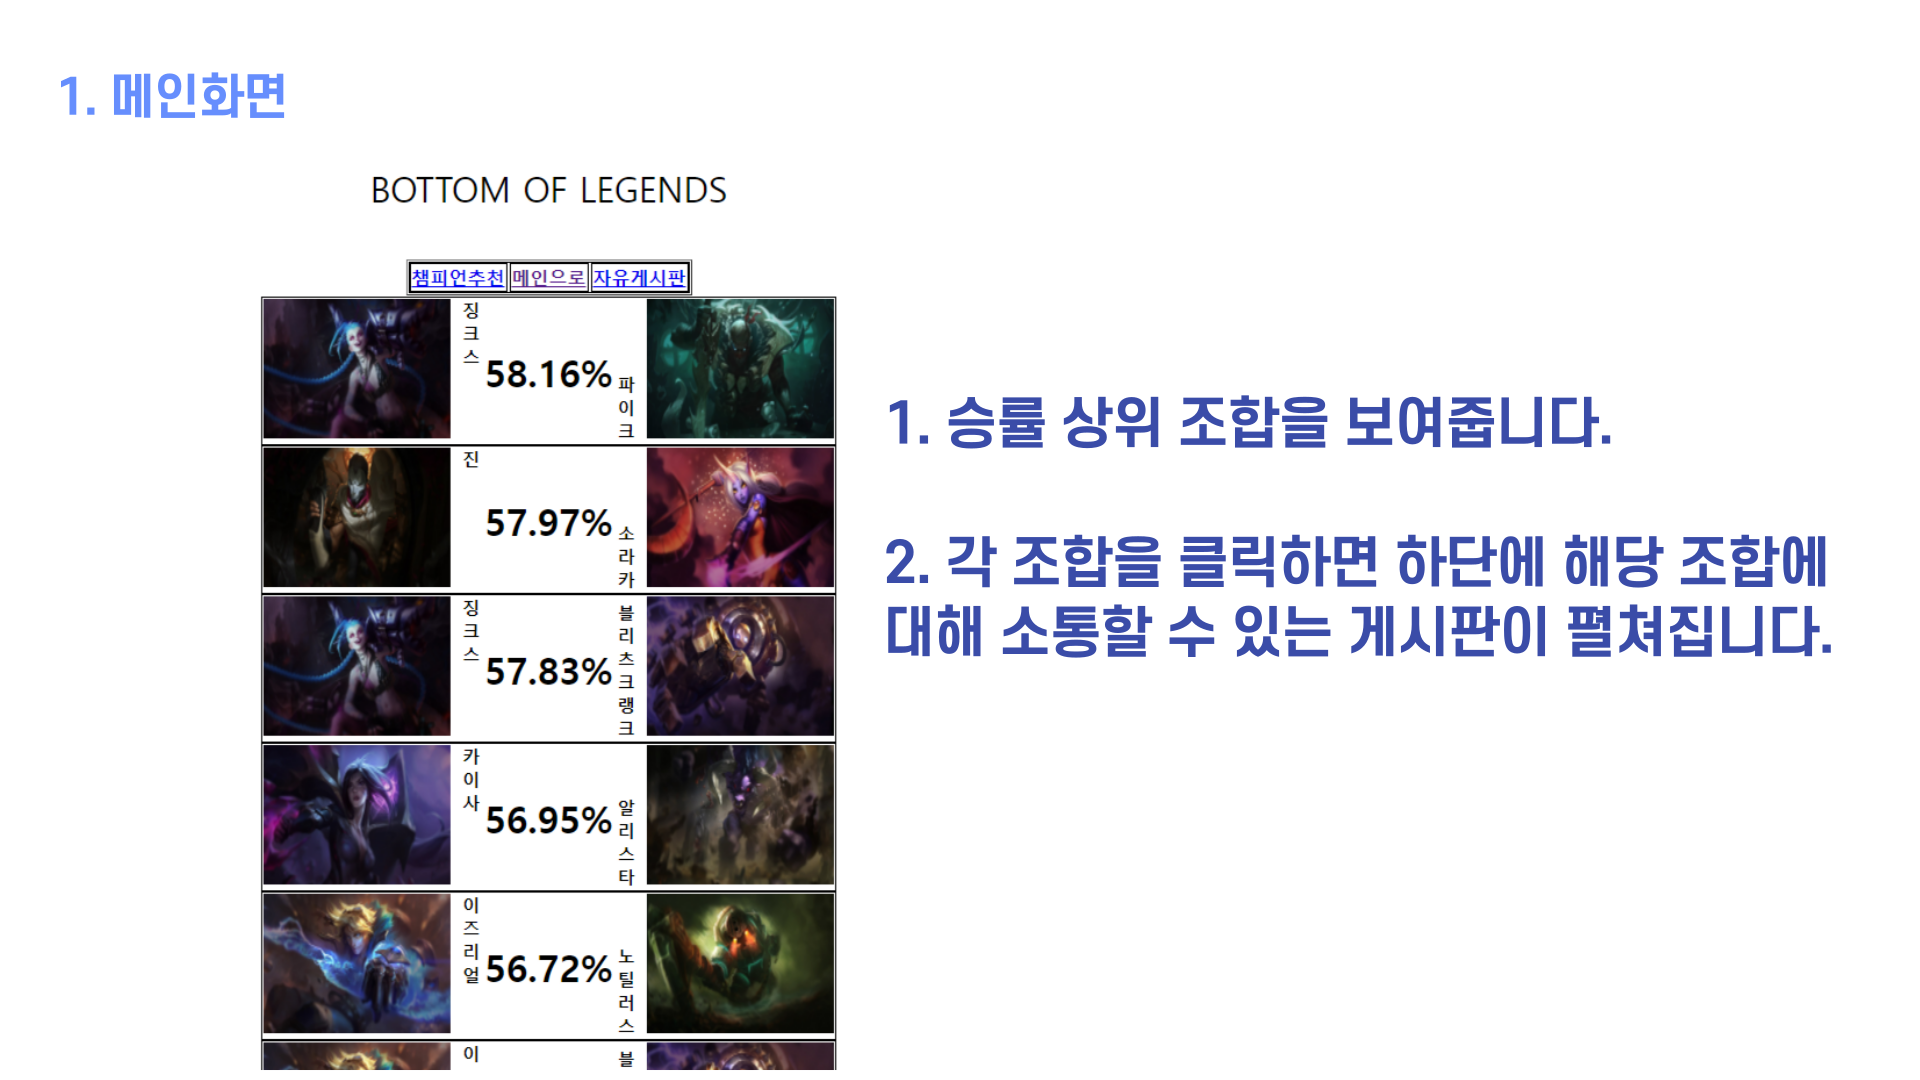 1. 메인화면
BOTTOM OF LEGENDS
챔피언추천 메인으로 자유게시판
징크스 58.16% 파이크
진 57.97% 소라카
징크스 57.83% 블리츠크랭크
카이사 56.95% 알리스타
이즈리얼 56.72% 노틸러스
이 블
1. 승률 상위 조합을 보여줍니다.
2. 각 조합을 클릭하면 하단에 해당 조합에
대해 소통할 수 있는 게시판이 펼쳐집니다.